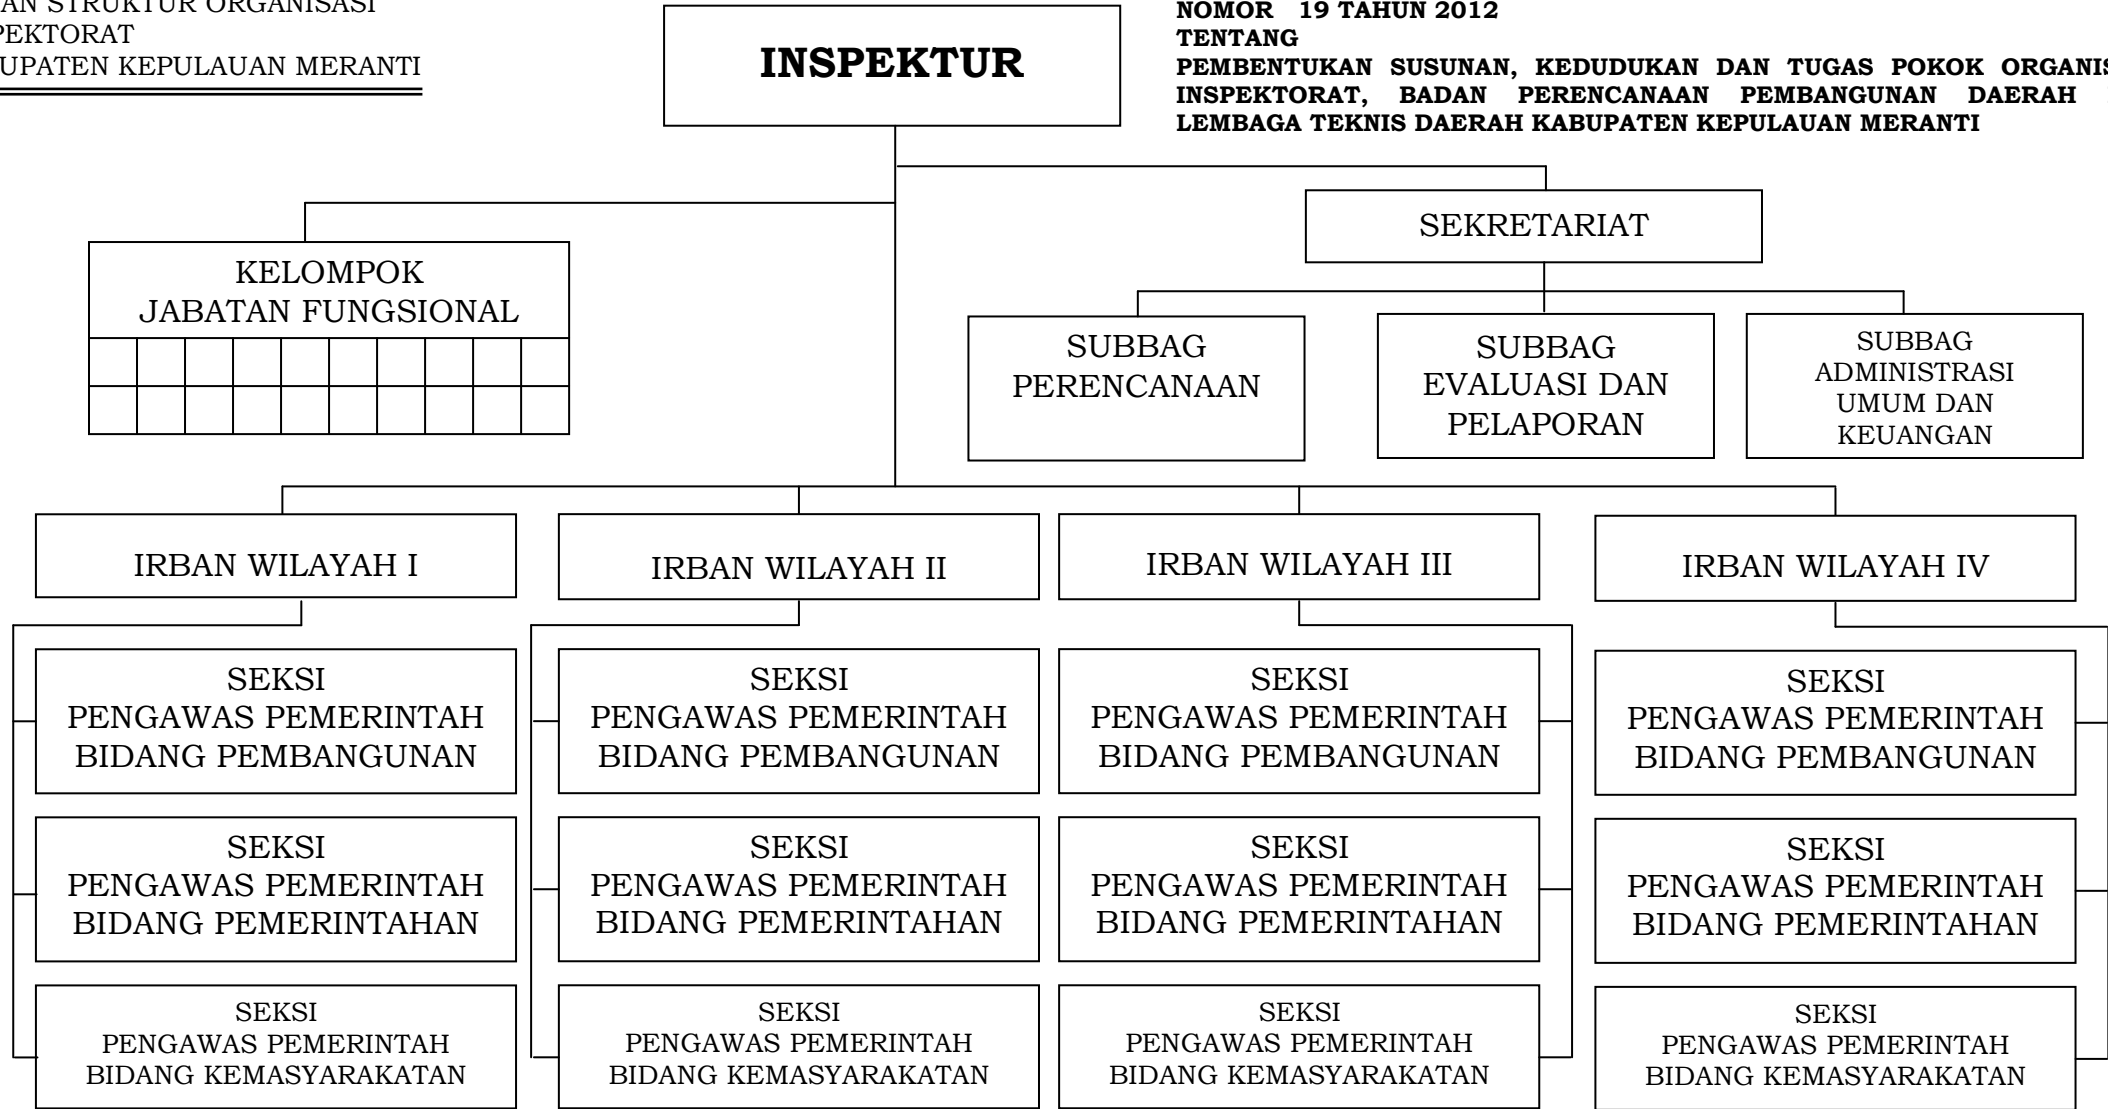 AN STRUKTUR ORGANISASI
PEKTORAT
UPATEN KEPULAUAN MERANTI
INSPEKTUR
NOMOR 19 TAHUN 2012
TENTANG
PEMBENTUKAN SUSUNAN, KEDUDUKAN DAN TUGAS POKOK ORGANIS
INSPEKTORAT, BADAN PERENCANAAN PEMBANGUNAN DAERAH
LEMBAGA TEKNIS DAERAH KABUPATEN KEPULAUAN MERANTI
SEKRETARIAT
KELOMPOK
JABATAN FUNGSIONAL
SUBBAG
PERENCANAAN
SUBBAG
EVALUASI DAN
PELAPORAN
SUBBAG
ADMINISTRASI
UMUM DAN
KEUANGAN
IRBAN WILAYAH I
IRBAN WILAYAH II
IRBAN WILAYAH III
IRBAN WILAYAH IV
SEKSI
PENGAWAS PEMERINTAH
BIDANG PEMBANGUNAN
SEKSI
PENGAWAS PEMERINTAH
BIDANG PEMBANGUNAN
SEKSI
PENGAWAS PEMERINTAH
BIDANG PEMBANGUNAN
SEKSI
PENGAWAS PEMERINTAH
BIDANG PEMBANGUNAN
SEKSI
PENGAWAS PEMERINTAH
BIDANG PEMERINTAHAN
SEKSI
PENGAWAS PEMERINTAH
BIDANG PEMERINTAHAN
SEKSI
PENGAWAS PEMERINTAH
BIDANG PEMERINTAHAN
SEKSI
PENGAWAS PEMERINTAH
BIDANG PEMERINTAHAN
SEKSI
PENGAWAS PEMERINTAH
BIDANG KEMASYARAKATAN
SEKSI
PENGAWAS PEMERINTAH
BIDANG KEMASYARAKATAN
SEKSI
PENGAWAS PEMERINTAH
BIDANG KEMASYARAKATAN
SEKSI
PENGAWAS PEMERINTAH
BIDANG KEMASYARAKATAN